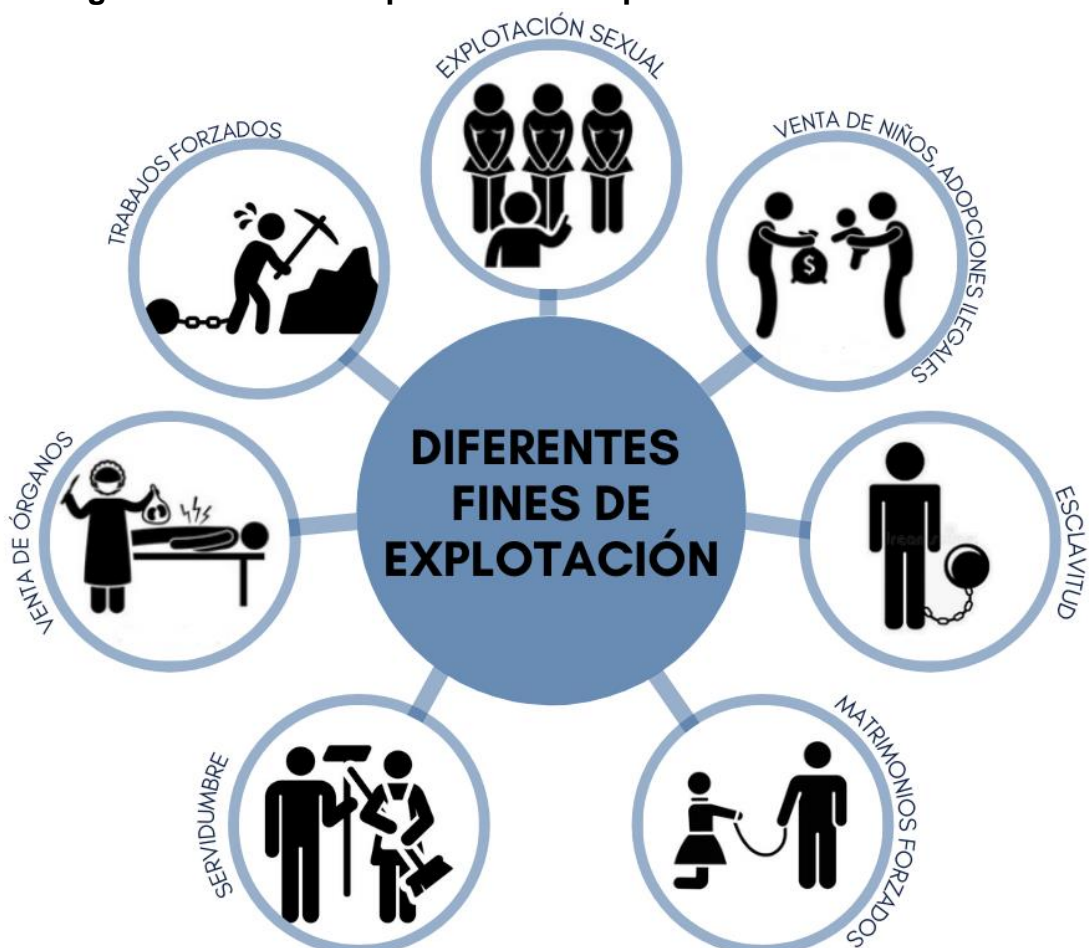 EXPLOTACIÓN SEXUAL
VENTA DE NIÑOS, ADOPCIONES ILEGALES
TRABAJOS FORZADOS
$
DIFERENTES
FINES DE
EXPLOTACIÓN
VENTA DE ÓRGANOS
ESCLAVITUD
SERVIDUMBRE
MATRIMONIOS FORZADOS